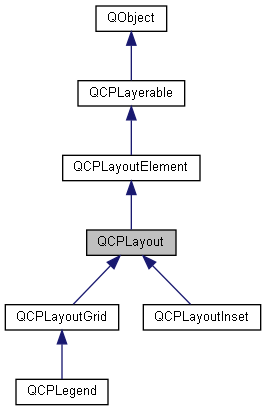 QObject
QCPLayerable
QCPLayoutElement
QCPLayout
QCPLayoutGrid
QCPLayoutInset
QCPLegend